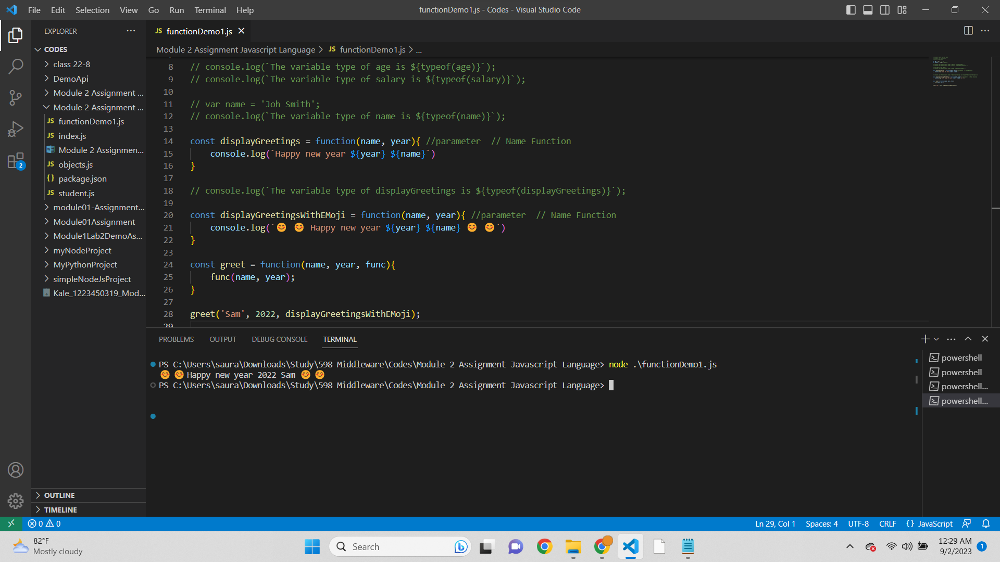 File Edit Selection View Go Run Terminal Help
functionDemo1.js - Codes - Visual Studio Code
EXPLORER
JS functionDemo1.js
Module 2 Assignment Javascript Language > JS functionDemo1.js > ...
CODES
class 22-8
DemoApi
Module 2 Assignment ...
Module 2 Assignment ...
JS functionDemo1.js
JS index.js
Module 2 Assignmen...
JS objects.js
{} package.json
JS student.js
module01-Assignment...
Module01Assignment
Module1Lab2DemoAs...
myNodeProject
MyPythonProject
simpleNodeJsProject
Kale_1223450319_Mod...
OUTLINE
TIMELINE
2
8 // console.log(`The variable type of age is ${typeof(age)}`);
9 // console.log(`The variable type of salary is ${typeof(salary)}`);
10
11 // var name = 'Joh Smith';
12 // console.log(`The variable type of name is ${typeof(name)}`);
13
14 const displayGreetings = function(name, year){ //parameter  // Name Function
15     console.log(`Happy new year ${year} ${name}`)
16 }
17
18 // console.log(`The variable type of displayGreetings is ${typeof(displayGreetings)}`);
19
20 const displayGreetingsWithEMoji = function(name, year){ //parameter  // Name Function
21     console.log(`😊 😊 Happy new year ${year} ${name} 😊 😊`)
22 }
23
24 const greet = function(name, year, func){
25     func(name, year);
26 }
27
28 greet('Sam', 2022, displayGreetingsWithEMoji);
29
PROBLEMS OUTPUT DEBUG CONSOLE TERMINAL
PS C:\Users\saura\Downloads\Study\598 Middleware\Codes\Module 2 Assignment Javascript Language> node .\functionDemo1.js
😊 😊 Happy new year 2022 Sam 😊 😊
PS C:\Users\saura\Downloads\Study\598 Middleware\Codes\Module 2 Assignment Javascript Language>
powershell
powershell
powershell...
powershell...
0 0
Ln 29, Col 1 Spaces: 4 UTF-8 CRLF {} JavaScript
82°F
Mostly cloudy
Search
12:29 AM
9/2/2023
1